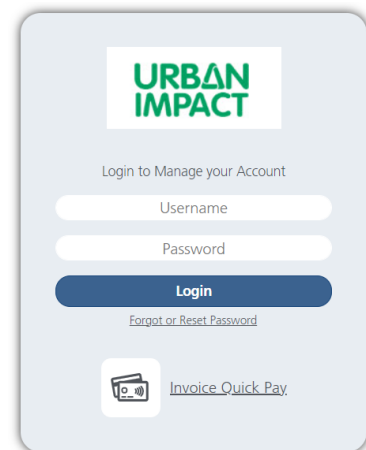 URBAN
IMPACT
Login to Manage your Account
Username
Password
Login
Forgot or Reset Password
Invoice Quick Pay